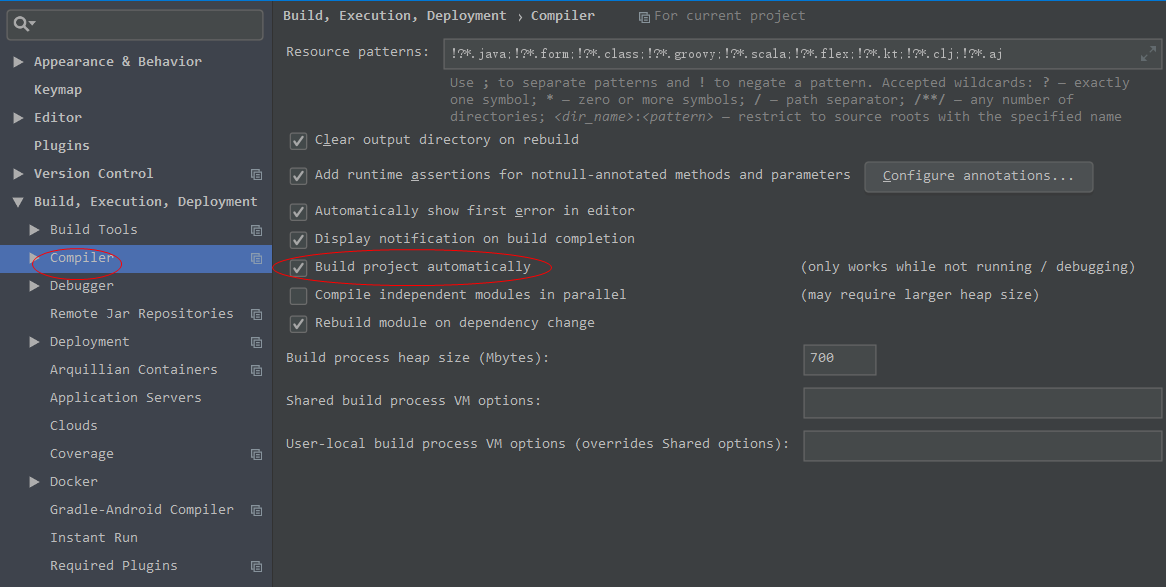 Appearance & Behavior
Keymap
Editor
Plugins
Version Control
Build, Execution, Deployment
Build Tools
Compiler
Debugger
Remote Jar Repositories
Deployment
Arquillian Containers
Application Servers
Clouds
Coverage
Docker
Gradle-Android Compiler
Instant Run
Required Plugins
Build, Execution, Deployment › Compiler For current project
Resource patterns: !?*.java;!?*.form;!?*.class;!?*.groovy;!?*.scala;!?*.flex;!?*.kt;!?*.clj;!?*.aj
Use ; to separate patterns and ! to negate a pattern. Accepted wildcards: ? — exactly
one symbol; * — zero or more symbols; / — path separator; /**/ — any number of
directories; <dir_name>:<pattern> — restrict to source roots with the specified name
Clear output directory on rebuild
Add runtime assertions for notnull-annotated methods and parameters Configure annotations...
Automatically show first error in editor
Display notification on build completion
Build project automatically (only works while not running / debugging)
Compile independent modules in parallel (may require larger heap size)
Rebuild module on dependency change
Build process heap size (Mbytes): 700
Shared build process VM options:
User-local build process VM options (overrides Shared options):